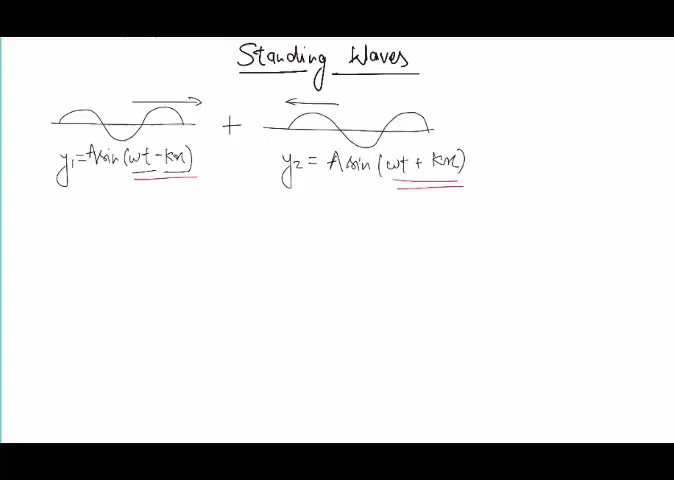 Standing Waves
+
y₁ = A sin (ωt - kx)
y₂ = A sin (ωt + kx)